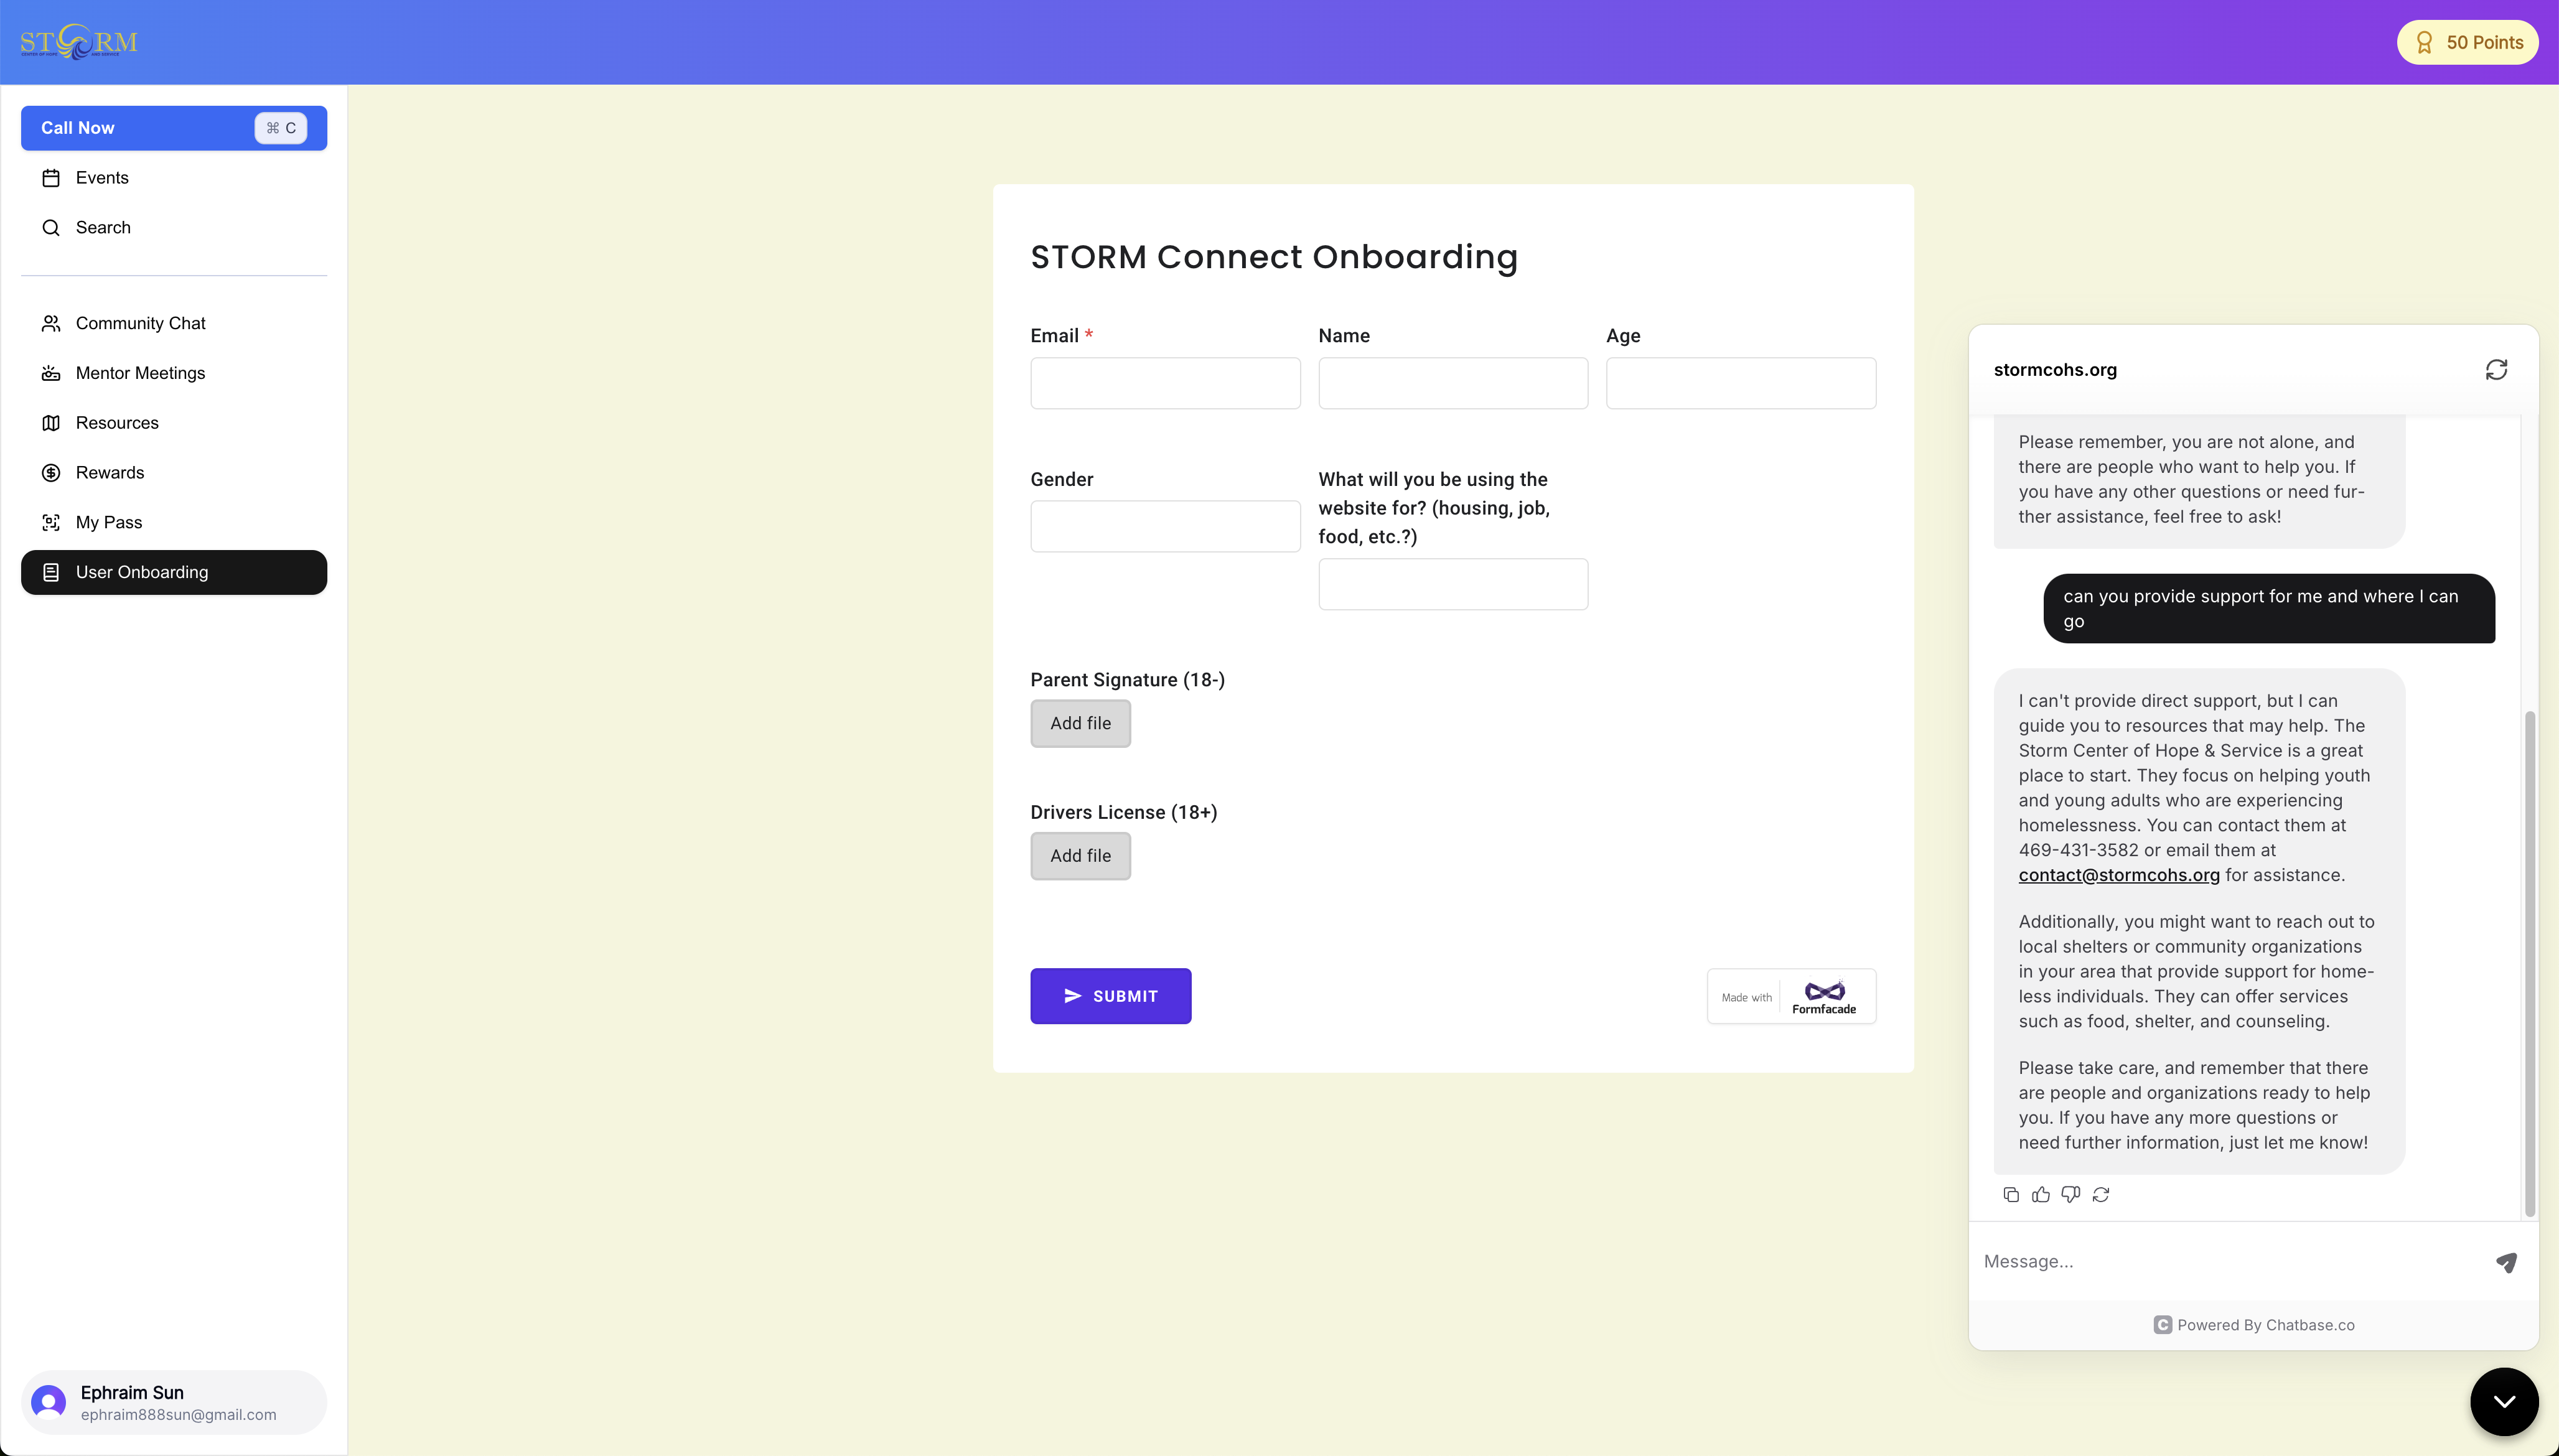 STORM
50 Points
Call Now
⌘ C
Events
Search
Community Chat
Mentor Meetings
Resources
Rewards
My Pass
User Onboarding
Ephraim Sun
ephraim888sun@gmail.com
STORM Connect Onboarding
Email *
Name
Age
Gender
What will you be using the
website for? (housing, job,
food, etc.?)
Parent Signature (18-)
Add file
Drivers License (18+)
Add file
SUBMIT
Made with
Formfacade
stormcohs.org
Please remember, you are not alone, and
there are people who want to help you. If
you have any other questions or need fur-
ther assistance, feel free to ask!
can you provide support for me and where I can
go
I can't provide direct support, but I can
guide you to resources that may help. The
Storm Center of Hope & Service is a great
place to start. They focus on helping youth
and young adults who are experiencing
homelessness. You can contact them at
469-431-3582 or email them at
contact@stormcohs.org for assistance.
Additionally, you might want to reach out to
local shelters or community organizations
in your area that provide support for home-
less individuals. They can offer services
such as food, shelter, and counseling.
Please take care, and remember that there
are people and organizations ready to help
you. If you have any more questions or
need further information, just let me know!
Message...
Powered By Chatbase.co